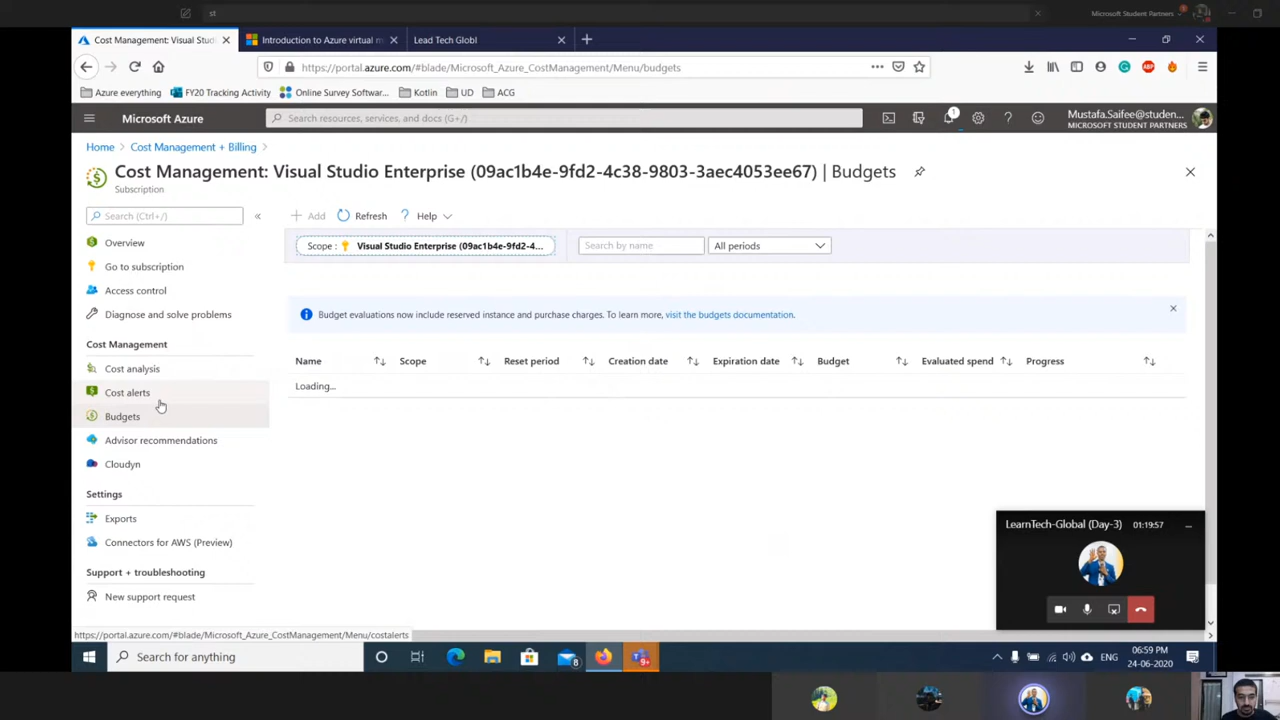 st
Microsoft Student Partners
Cost Management: Visual Stud
Introduction to Azure virtual m
Lead Tech Globl
https://portal.azure.com/#blade/Microsoft_Azure_CostManagement/Menu/budgets
Azure everything
FY20 Tracking Activity
Online Survey Softwar...
Kotlin
UD
ACG
Microsoft Azure
Search resources, services, and docs (G+/)
1
Mustafa.Saifee@studen...
MICROSOFT STUDENT PARTNERS
Home > Cost Management + Billing >
Cost Management: Visual Studio Enterprise (09ac1b4e-9fd2-4c38-9803-3aec4053ee67) | Budgets
Subscription
Search (Ctrl+/)
«
+ Add
Refresh
? Help
Scope : Visual Studio Enterprise (09ac1b4e-9fd2-4...
Search by name
All periods
Overview
Go to subscription
Access control
Diagnose and solve problems
Cost Management
Cost analysis
Cost alerts
Budgets
Advisor recommendations
Cloudyn
Settings
Exports
Connectors for AWS (Preview)
Support + troubleshooting
New support request
Budget evaluations now include reserved instance and purchase charges. To learn more, visit the budgets documentation.
Name
Scope
Reset period
Creation date
Expiration date
Budget
Evaluated spend
Progress
Loading...
LearnTech-Global (Day-3)
01:19:57
...
https://portal.azure.com/#blade/Microsoft_Azure_CostManagement/Menu/costalerts
Search for anything
8
9+
ENG
06:59 PM
24-06-2020